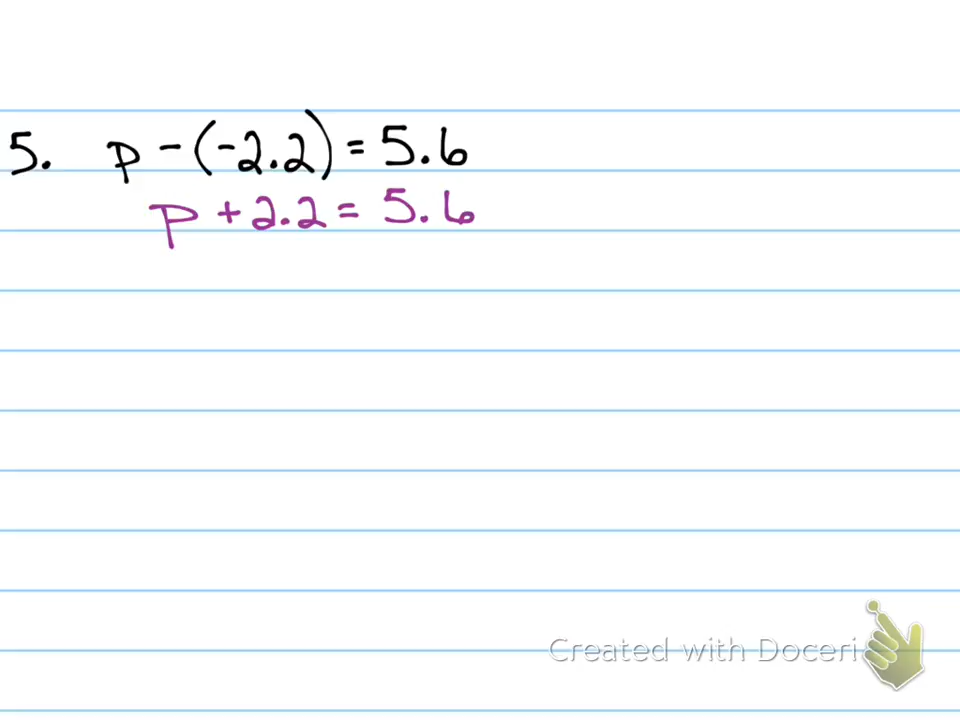 5. p - (-2.2) = 5.6
p + 2.2 = 5.6
Created with Doceri